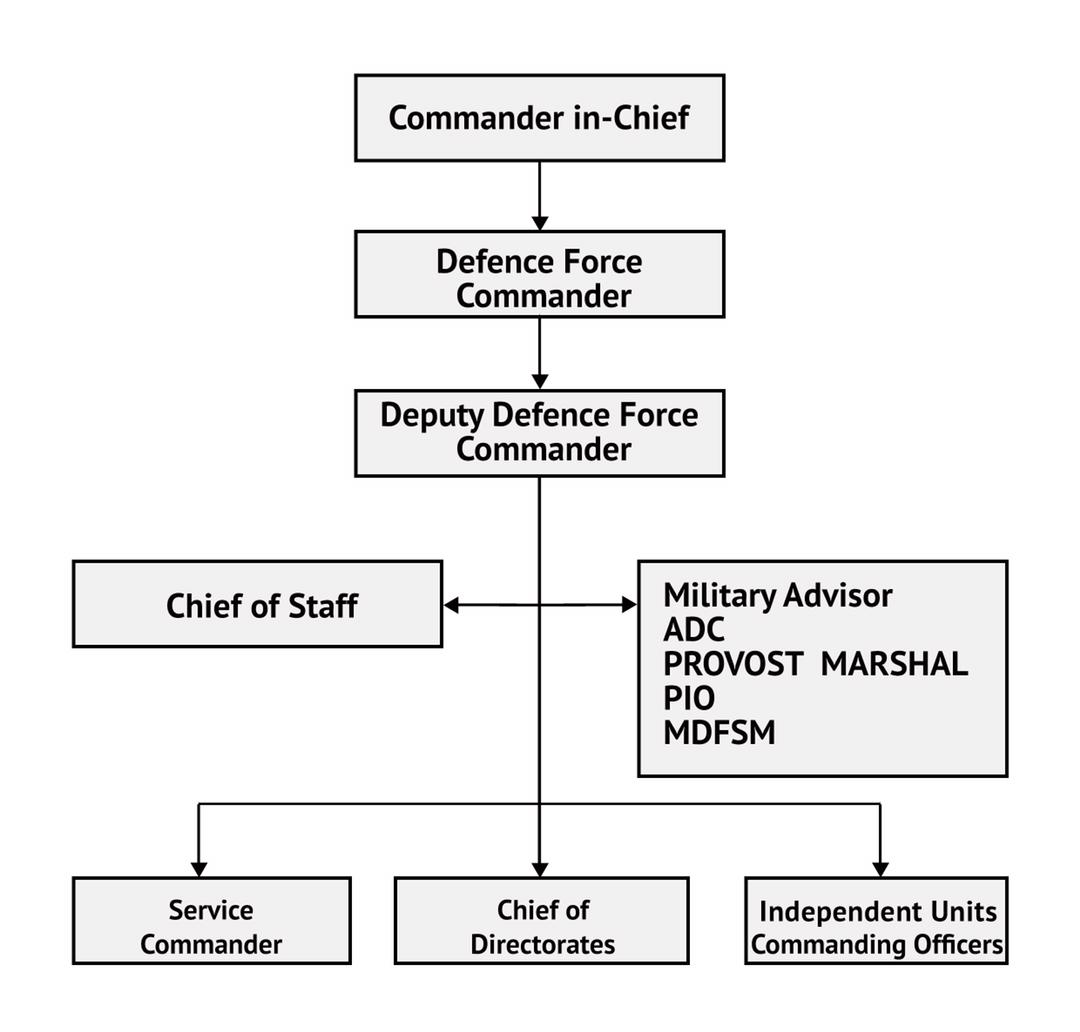 Commander in-Chief
Defence Force
Commander
Deputy Defence Force
Commander
Chief of Staff
Military Advisor
ADC
PROVOST MARSHAL
PIO
MDFSM
Service
Commander
Chief of
Directorates
Independent Units
Commanding Officers